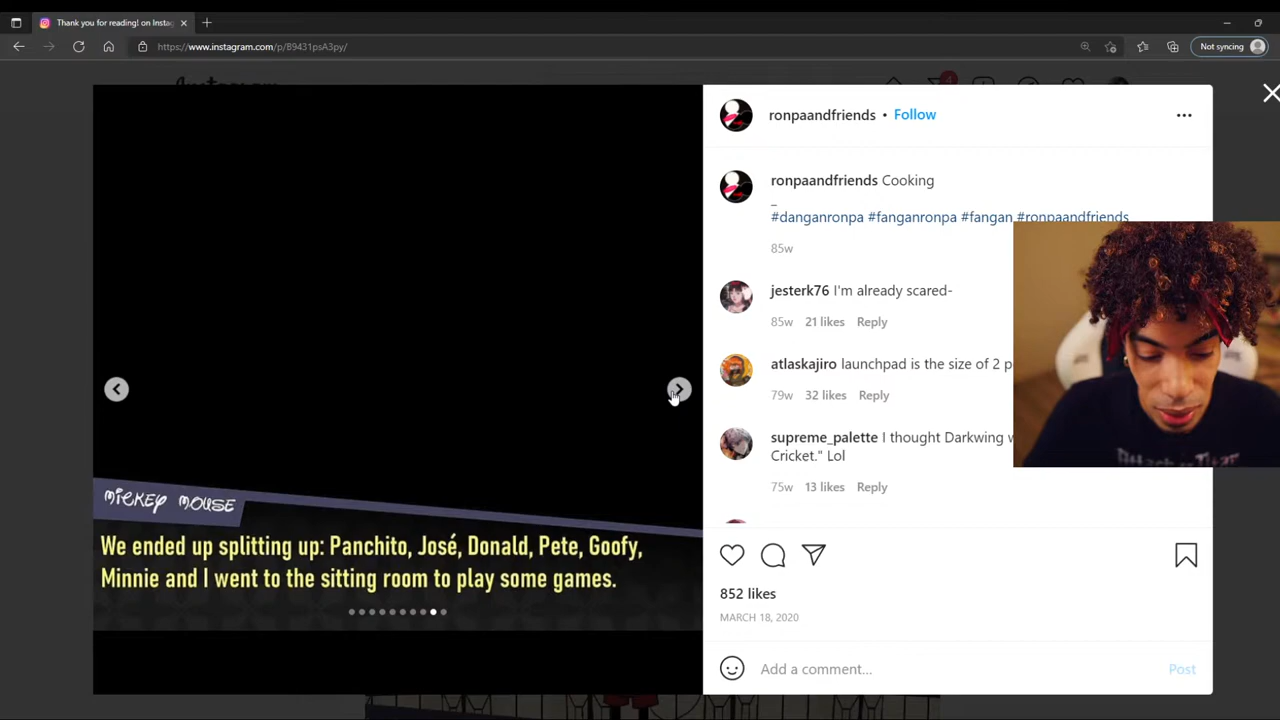 Thank you for reading! on Insta
https://www.instagram.com/p/B9431psA3py/
Not syncing
4
ronpaandfriends • Follow
ronpaandfriends Cooking
_
#danganronpa #fanganronpa #fangan #ronpaandfriends
85w
jesterk76 I'm already scared-
85w 21 likes Reply
atlaskajiro launchpad is the size of 2 p
79w 32 likes Reply
supreme_palette I thought Darkwing w
Cricket." Lol
75w 13 likes Reply
852 likes
MARCH 18, 2020
Add a comment...
Post
MICKEY MOUSE
We ended up splitting up: Panchito, José, Donald, Pete, Goofy,
Minnie and I went to the sitting room to play some games.